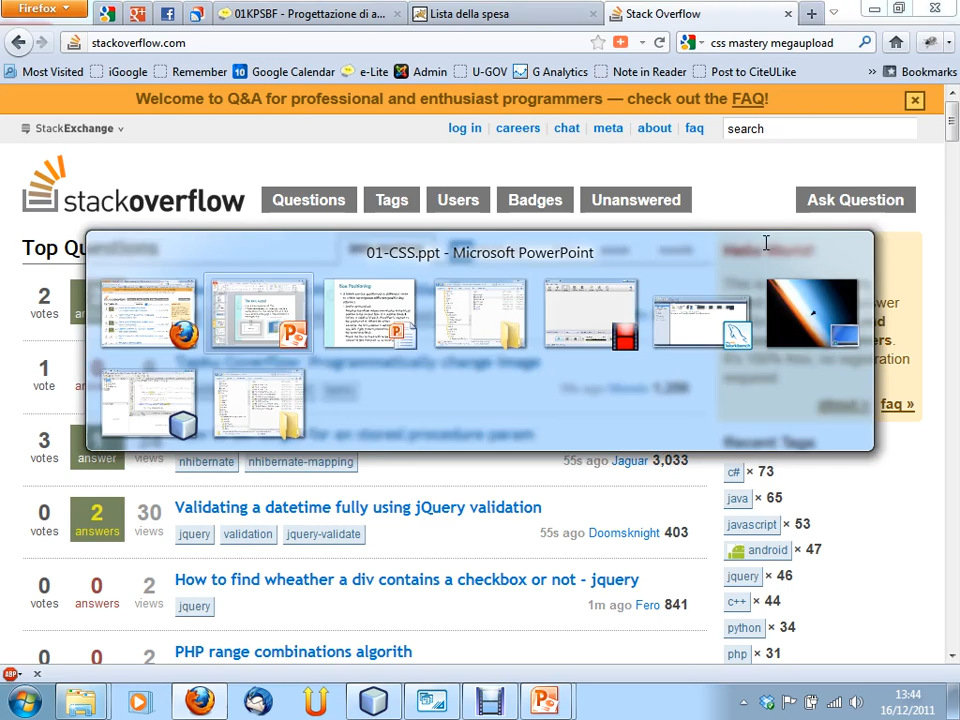 Firefox
01KPSBF - Progettazione di a...
Lista della spesa
Stack Overflow
stackoverflow.com
css mastery megaupload
Most Visited
iGoogle
Remember
10 Google Calendar
e-Lite
Admin
U-GOV
G Analytics
Note in Reader
Post to CiteULike
Bookmarks
Welcome to Q&A for professional and enthusiast programmers — check out the FAQ!
StackExchange
log in | careers | chat | meta | about | faq
search
stackoverflow
Questions
Tags
Users
Badges
Unanswered
Ask Question
Top Questions
01-CSS.ppt - Microsoft PowerPoint
2
votes
1
vote
3
votes
answer
views
nhibernate
nhibernate-mapping
55s ago Jaguar 3,033
about »
faq »
Recent Tags
c# × 73
java × 65
javascript × 53
android × 47
jquery × 46
c++ × 44
python × 34
php × 31
0
votes
2
answers
30
views
Validating a datetime fully using jQuery validation
jquery
validation
jquery-validate
55s ago Doomsknight 403
0
votes
0
answers
2
views
How to find wheather a div contains a checkbox or not - jquery
jquery
1m ago Fero 841
0
0
2
PHP range combinations algorith
ABP
13:44
16/12/2011